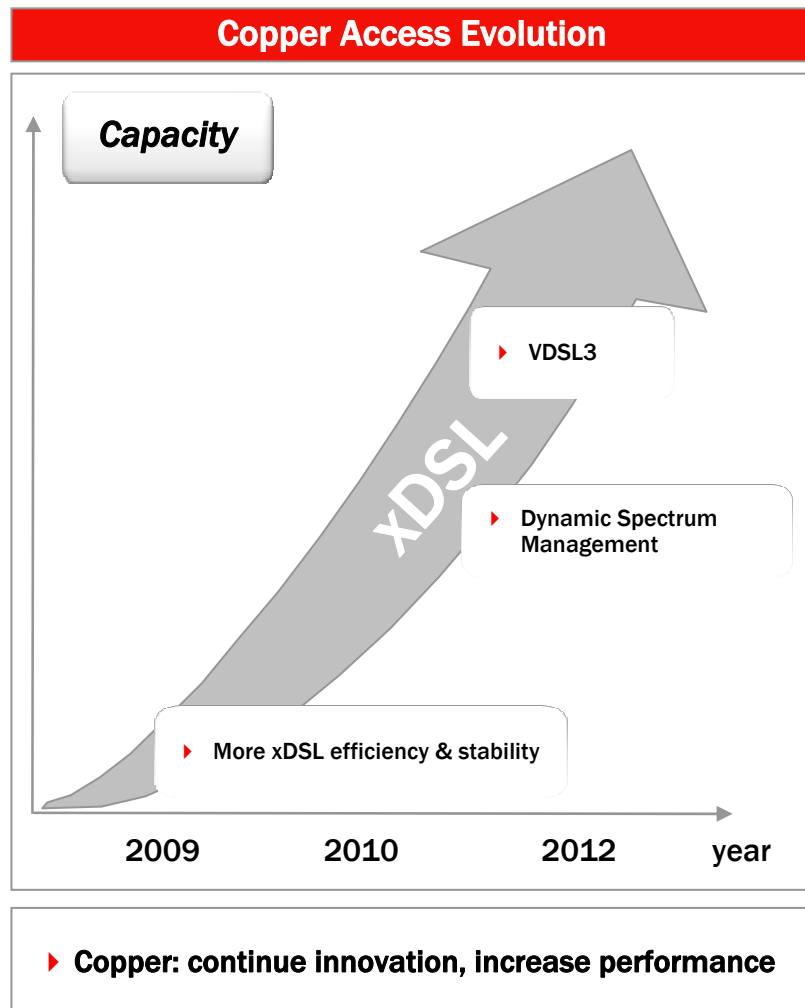 Copper Access Evolution
Capacity
VDSL3
xDSL
Dynamic Spectrum
Management
More xDSL efficiency & stability
2009 2010 2012 year
Copper: continue innovation, increase performance